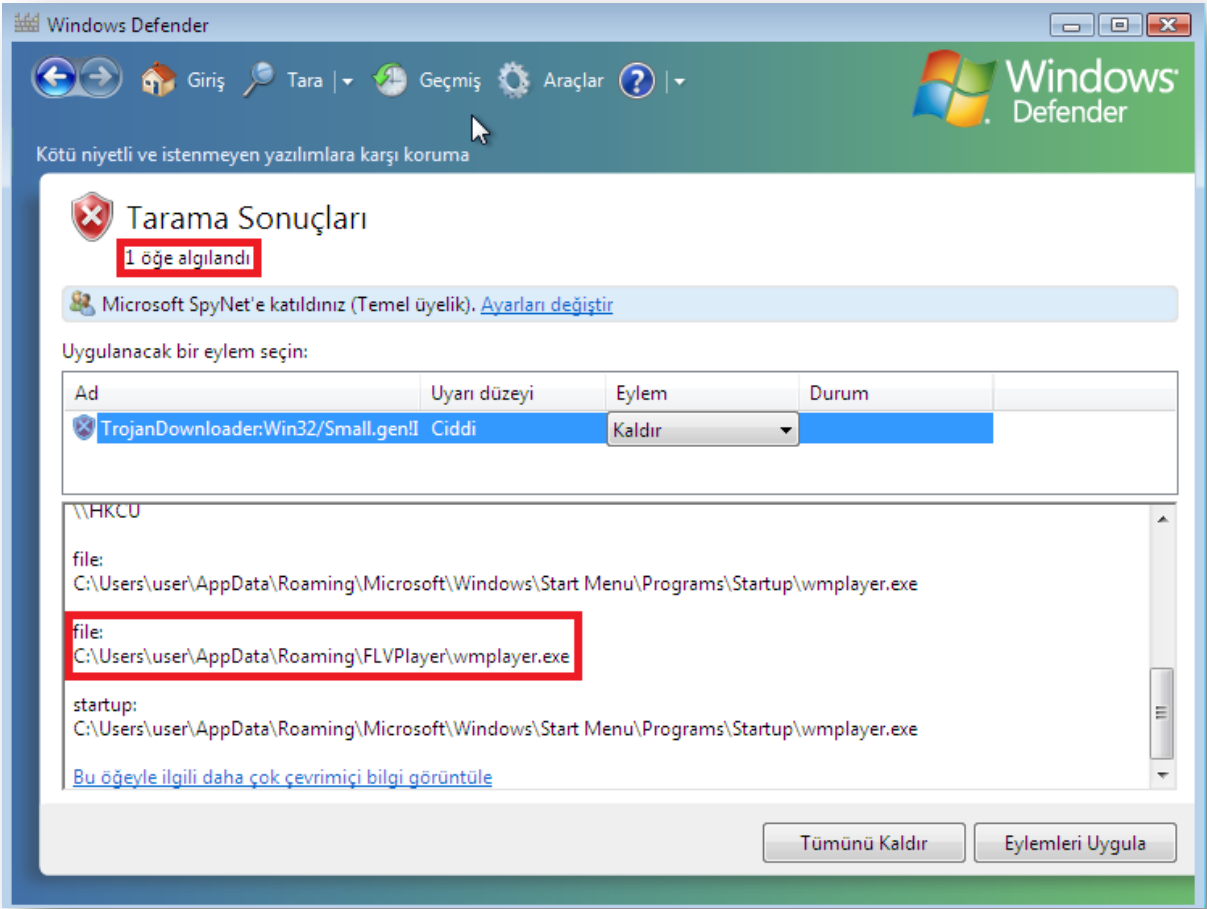 Windows Defender
Giriş Tara Geçmiş Araçlar ?
Windows
Defender
Kötü niyetli ve istenmeyen yazılımlara karşı koruma
Tarama Sonuçları
1 öğe algılandı
Microsoft SpyNet'e katıldınız (Temel üyelik). Ayarları değiştir
Uygulanacak bir eylem seçin:
Ad Uyarı düzeyi Eylem Durum
TrojanDownloader:Win32/Small.gen!I Ciddi Kaldır
\\HKCU
file:
C:\Users\user\AppData\Roaming\Microsoft\Windows\Start Menu\Programs\Startup\wmplayer.exe
file:
C:\Users\user\AppData\Roaming\FLVPlayer\wmplayer.exe
startup:
C:\Users\user\AppData\Roaming\Microsoft\Windows\Start Menu\Programs\Startup\wmplayer.exe
Bu öğeyle ilgili daha çok çevrimiçi bilgi görüntüle
Tümünü Kaldır Eylemleri Uygula